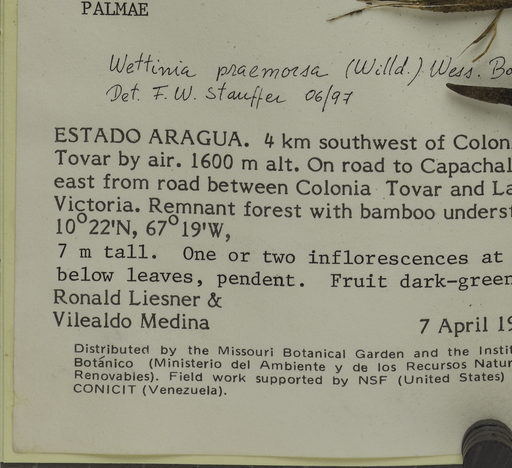 PALMAE
Wettinia praemorsa (Willd.) Wess. Bo
Det. F. W. Stauffer 06/97
ESTADO ARAGUA. 4 km southwest of Colon
Tovar by air. 1600 m alt. On road to Capachal
east from road between Colonia Tovar and La
Victoria. Remnant forest with bamboo underst
10°22'N, 67°19'W,
7 m tall. One or two inflorescences at
below leaves, pendent. Fruit dark-green
Ronald Liesner &
Vilealdo Medina
7 April 19
Distributed by the Missouri Botanical Garden and the Instit
Botánico (Ministerio del Ambiente y de los Recursos Natur
Renovables). Field work supported by NSF (United States)
CONICIT (Venezuela).